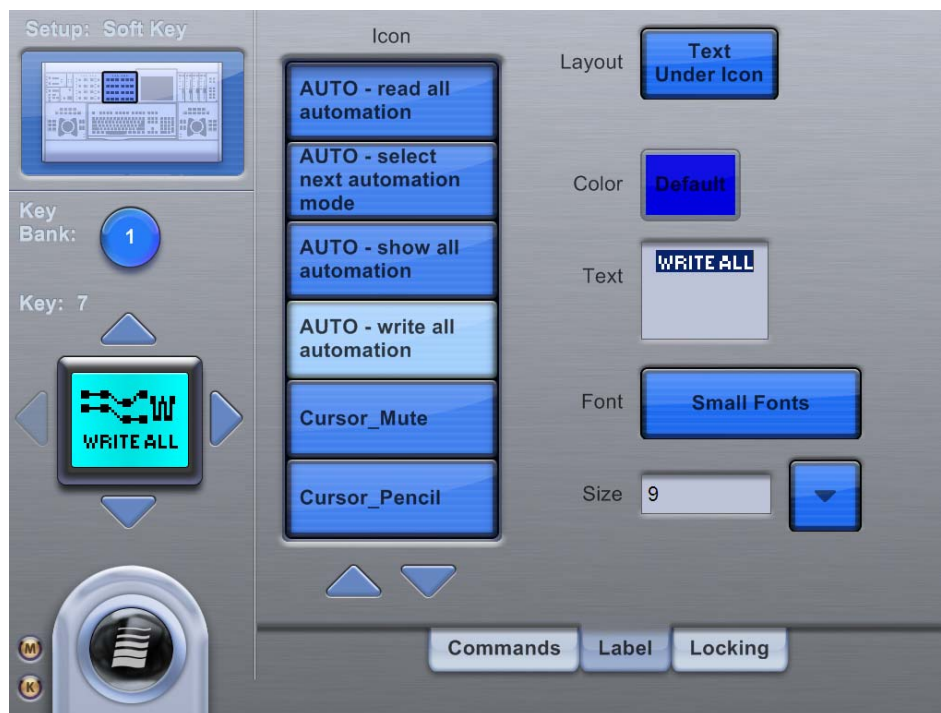 Setup: Soft Key
Key
Bank:
1
Key: 7
WRITE ALL
M
K
Icon
AUTO - read all
automation
AUTO - select
next automation
mode
AUTO - show all
automation
AUTO - write all
automation
Cursor_Mute
Cursor_Pencil
Layout
Text
Under Icon
Color
Default
Text
WRITE ALL
Font
Small Fonts
Size
9
Commands
Label
Locking